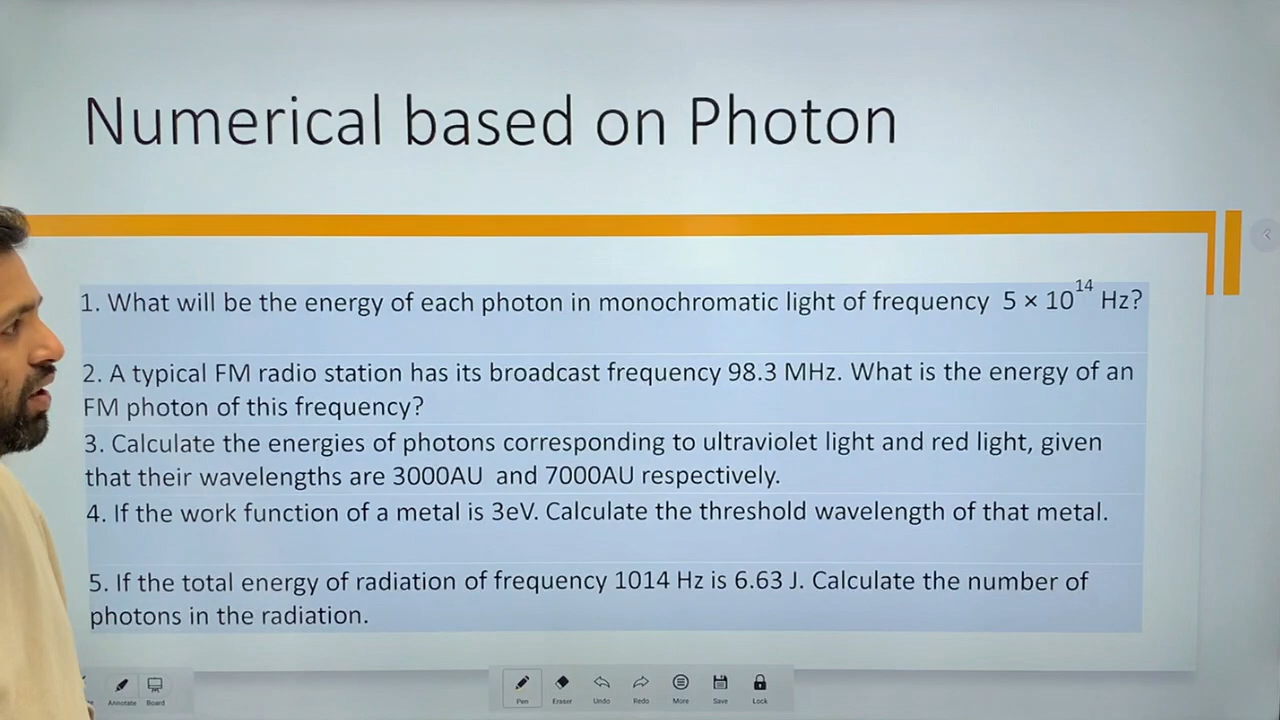 Numerical based on Photon
1. What will be the energy of each photon in monochromatic light of frequency 5 × 10¹⁴ Hz?
2. A typical FM radio station has its broadcast frequency 98.3 MHz. What is the energy of an
FM photon of this frequency?
3. Calculate the energies of photons corresponding to ultraviolet light and red light, given
that their wavelengths are 3000AU and 7000AU respectively.
4. If the work function of a metal is 3eV. Calculate the threshold wavelength of that metal.
5. If the total energy of radiation of frequency 1014 Hz is 6.63 J. Calculate the number of
photons in the radiation.
Annotate Board Pen Eraser Undo Redo More Save Lock